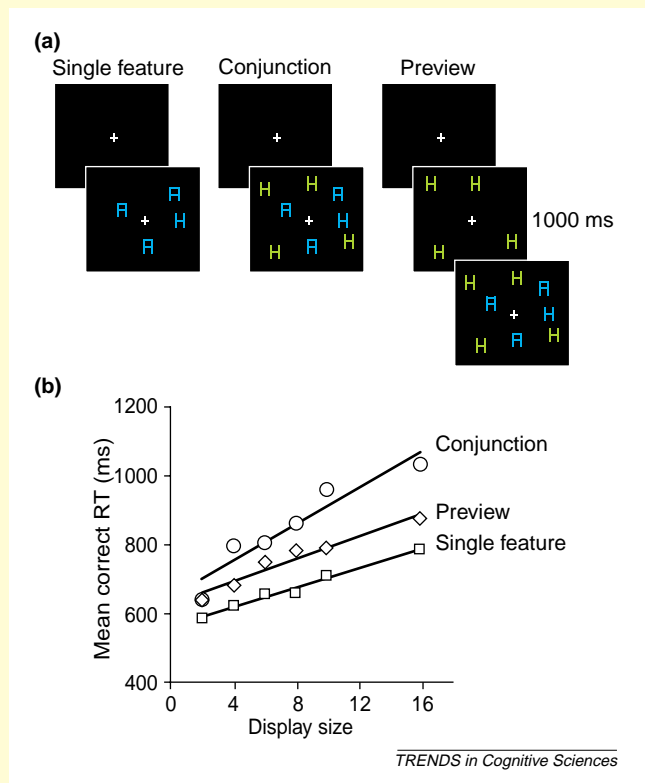 (a)
Single feature Conjunction Preview
A A H A
H H A A H A H H
H H H H
1000 ms
H H A A H A H H
(b)
Mean correct RT (ms)
1200
1000
800
600
400
0 4 8 12 16
Display size
Conjunction
Preview
Single feature
TRENDS in Cognitive Sciences